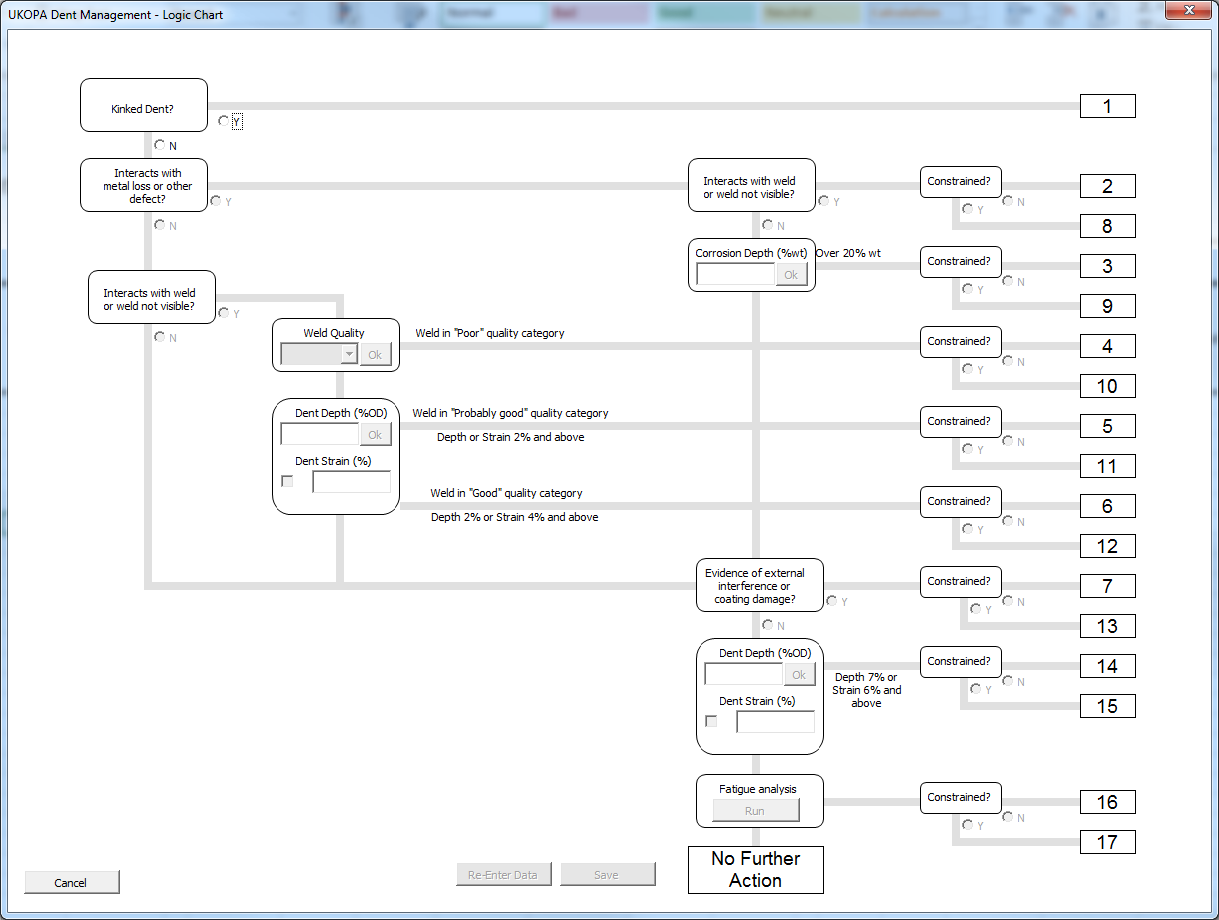 UKOPA Dent Management - Logic Chart
Kinked Dent?
Y
1
N
Interacts with
metal loss or other
defect?
Y
N
Interacts with weld
or weld not visible?
Y
N
Constrained?
Y
N
2
8
Corrosion Depth (%wt)
Ok
Over 20% wt
Constrained?
Y
N
3
9
Interacts with weld
or weld not visible?
Y
N
Weld Quality
Ok
Weld in "Poor" quality category
Constrained?
Y
N
4
10
Dent Depth (%OD)
Ok
Dent Strain (%)
Weld in "Probably good" quality category
Depth or Strain 2% and above
Constrained?
Y
N
5
11
Weld in "Good" quality category
Depth 2% or Strain 4% and above
Constrained?
Y
N
6
12
Evidence of external
interference or
coating damage?
Y
N
Constrained?
Y
N
7
13
Dent Depth (%OD)
Ok
Dent Strain (%)
Depth 7% or
Strain 6% and
above
Constrained?
Y
N
14
15
Fatigue analysis
Run
Constrained?
Y
N
16
17
No Further
Action
Cancel
Re-Enter Data
Save